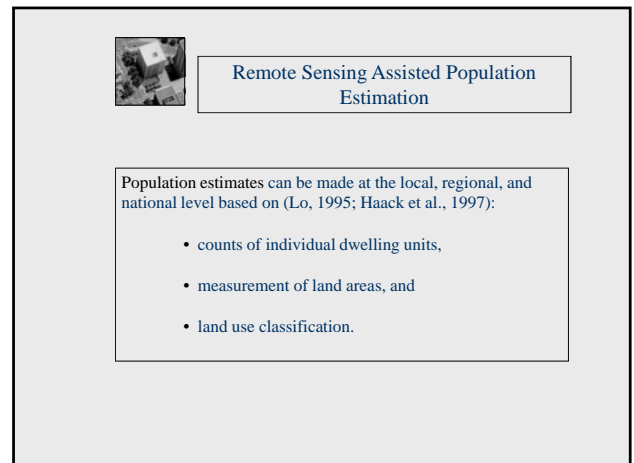 Remote Sensing Assisted Population
Estimation
Population estimates can be made at the local, regional, and
national level based on (Lo, 1995; Haack et al., 1997):
• counts of individual dwelling units,
• measurement of land areas, and
• land use classification.